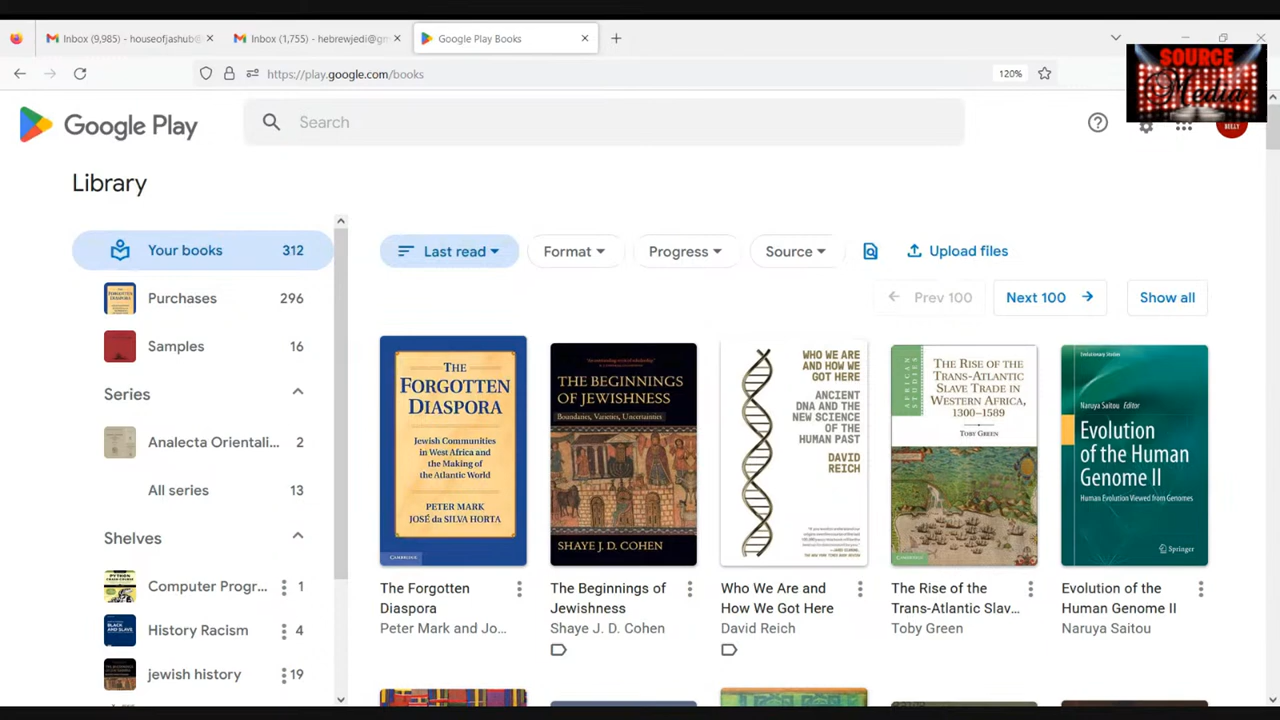 Inbox (9,985) - houseofjashub@
Inbox (1,755) - hebrewjedi@gm
Google Play Books
https://play.google.com/books
120%
SOURCE
Media
Google Play
Search
BELLY
Library
Your books 312
Purchases 296
Samples 16
Series
Analecta Orientali... 2
All series 13
Shelves
Computer Progr... 1
History Racism 4
jewish history 19
Last read
Format
Progress
Source
Upload files
Prev 100
Next 100
Show all
THE
FORGOTTEN
DIASPORA
Jewish Communities
in West Africa and
the Making of
the Atlantic World
PETER MARK
JOSÉ da SILVA HORTA
CAMBRIDGE
THE BEGINNINGS
OF JEWISHNESS
Boundaries, Varieties, Uncertainties
SHAYE J. D. COHEN
WHO WE ARE
AND HOW WE
GOT HERE
ANCIENT
DNA AND THE
NEW SCIENCE
OF THE
HUMAN PAST
DAVID
REICH
AFRICAN
STUDIES
THE RISE OF THE
TRANS-ATLANTIC
SLAVE TRADE IN
WESTERN AFRICA,
1300–1589
TOBY GREEN
CAMBRIDGE
Evolutionary Studies
Naruya Saitou Editor
Evolution
of the Human
Genome II
Human Evolution Viewed from Genomes
Springer
The Forgotten
Diaspora
Peter Mark and Jo...
The Beginnings of
Jewishness
Shaye J. D. Cohen
Who We Are and
How We Got Here
David Reich
The Rise of the
Trans-Atlantic Slav...
Toby Green
Evolution of the
Human Genome II
Naruya Saitou